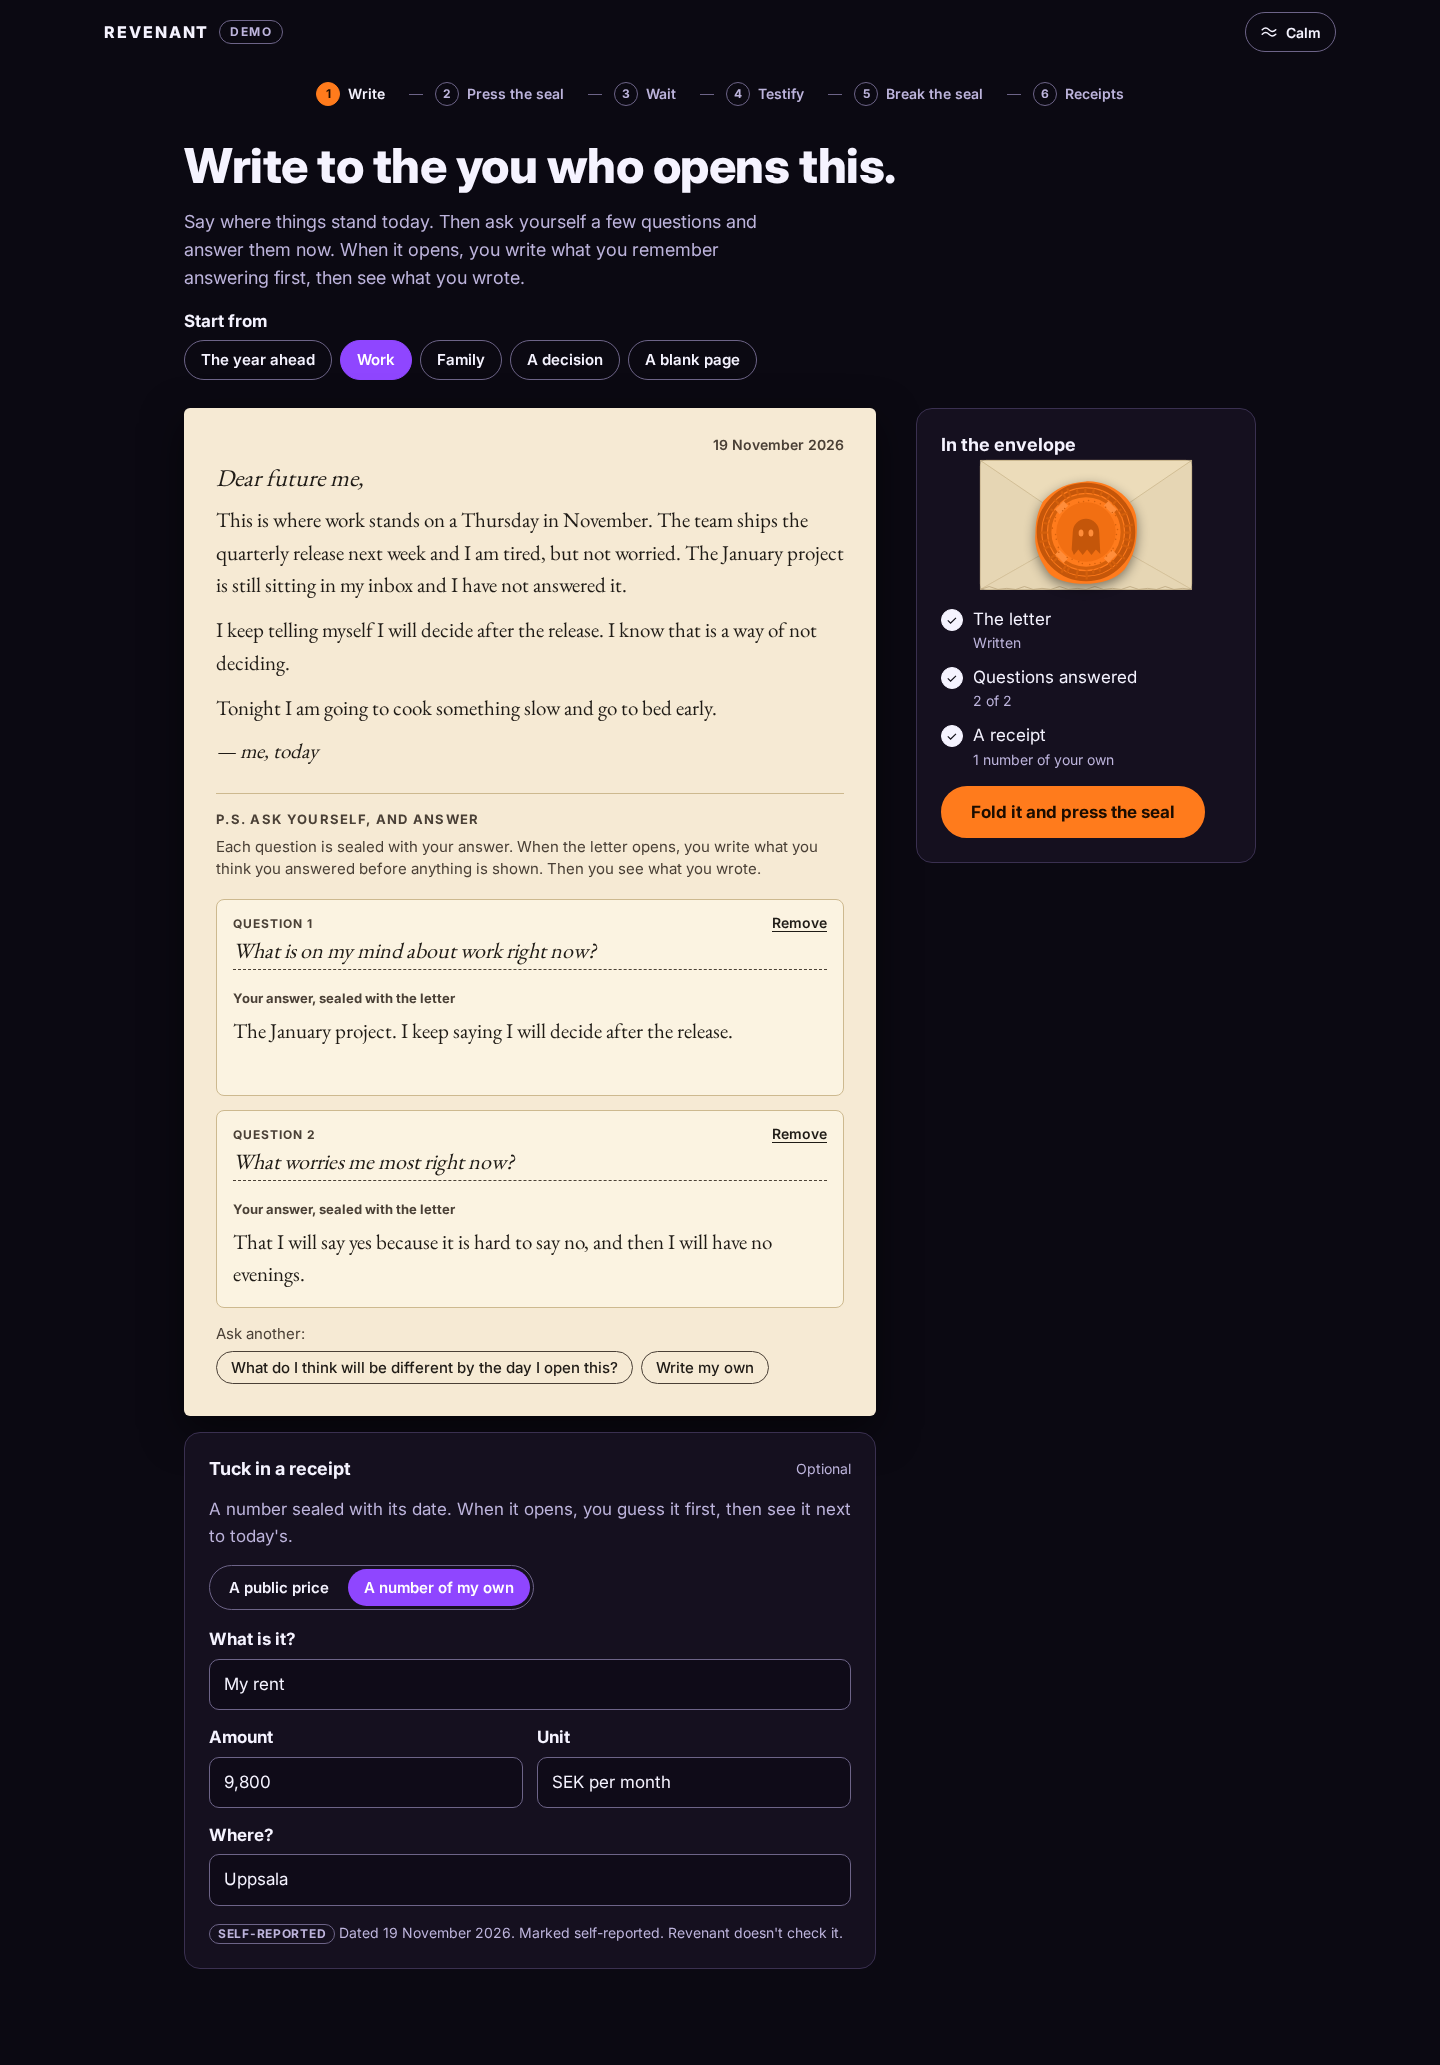 REVENANT DEMO
Calm
1 Write — 2 Press the seal — 3 Wait — 4 Testify — 5 Break the seal — 6 Receipts
Write to the you who opens this.
Say where things stand today. Then ask yourself a few questions and
answer them now. When it opens, you write what you remember
answering first, then see what you wrote.
Start from
The year ahead Work Family A decision A blank page
19 November 2026
Dear future me,
This is where work stands on a Thursday in November. The team ships the
quarterly release next week and I am tired, but not worried. The January project
is still sitting in my inbox and I have not answered it.
I keep telling myself I will decide after the release. I know that is a way of not
deciding.
Tonight I am going to cook something slow and go to bed early.
— me, today
P.S. ASK YOURSELF, AND ANSWER
Each question is sealed with your answer. When the letter opens, you write what you
think you answered before anything is shown. Then you see what you wrote.
QUESTION 1 Remove
What is on my mind about work right now?
Your answer, sealed with the letter
The January project. I keep saying I will decide after the release.
QUESTION 2 Remove
What worries me most right now?
Your answer, sealed with the letter
That I will say yes because it is hard to say no, and then I will have no
evenings.
Ask another:
What do I think will be different by the day I open this? Write my own
In the envelope
The letter
Written
Questions answered
2 of 2
A receipt
1 number of your own
Fold it and press the seal
Tuck in a receipt Optional
A number sealed with its date. When it opens, you guess it first, then see it next
to today's.
A public price A number of my own
What is it?
My rent
Amount Unit
9,800 SEK per month
Where?
Uppsala
SELF-REPORTED Dated 19 November 2026. Marked self-reported. Revenant doesn't check it.